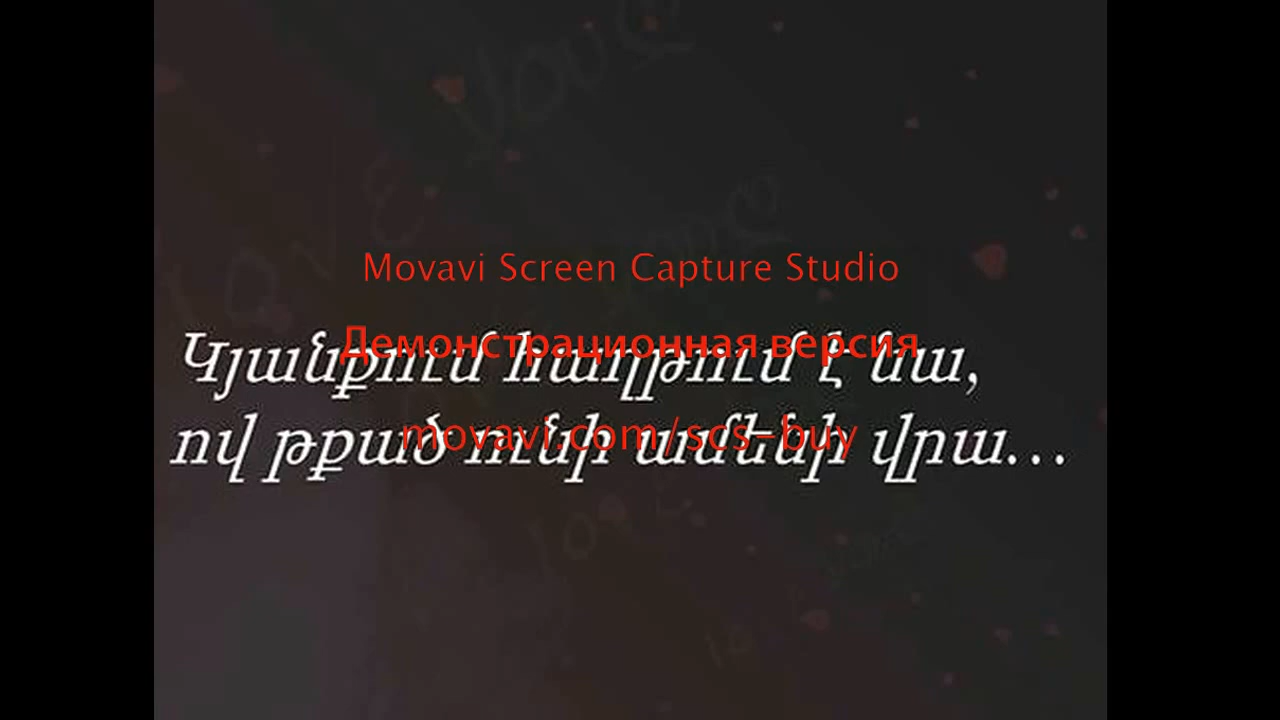 Movavi Screen Capture Studio
Демонстрационная версия
Կյանքում հաղթում է նա,
movavi.com/scs-buy
ով թքած ունի ամենի վրա...